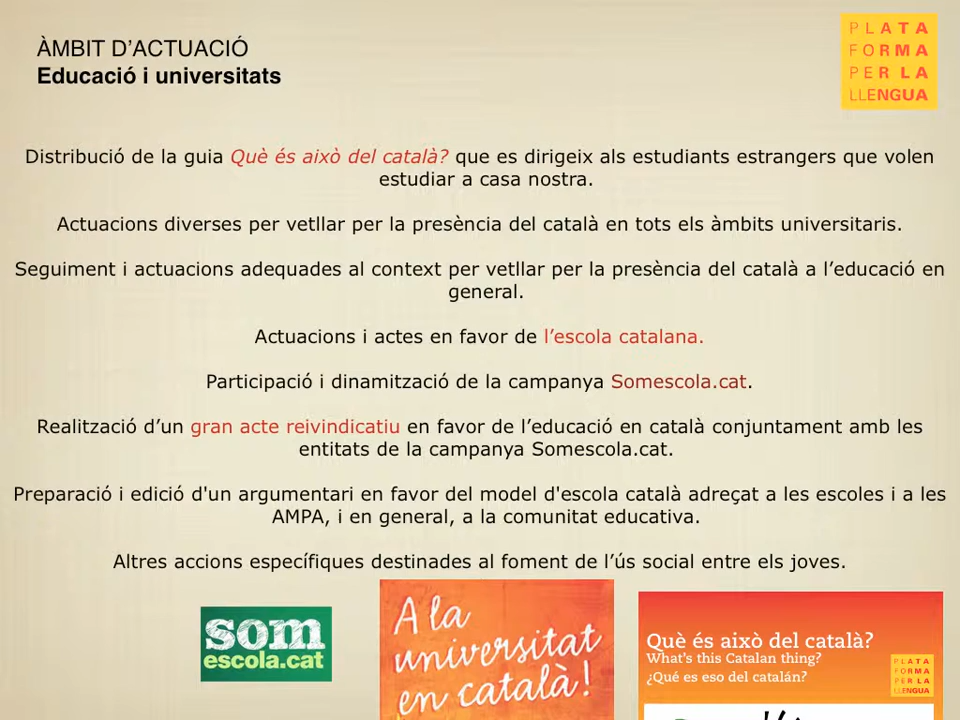 ÀMBIT D’ACTUACIÓ
Educació i universitats
PLATA
FORMA
PER LA
LLENGUA
Distribució de la guia Què és això del català? que es dirigeix als estudiants estrangers que volen
estudiar a casa nostra.
Actuacions diverses per vetllar per la presència del català en tots els àmbits universitaris.
Seguiment i actuacions adequades al context per vetllar per la presència del català a l’educació en
general.
Actuacions i actes en favor de l’escola catalana.
Participació i dinamització de la campanya Somescola.cat.
Realització d’un gran acte reivindicatiu en favor de l’educació en català conjuntament amb les
entitats de la campanya Somescola.cat.
Preparació i edició d'un argumentari en favor del model d'escola català adreçat a les escoles i a les
AMPA, i en general, a la comunitat educativa.
Altres accions específiques destinades al foment de l’ús social entre els joves.
som
escola.cat
A la
universitat
en català!
Què és això del català?
What's this Catalan thing?
¿Qué es eso del catalán?
PLATA
FORMA
PER LA
LLENGUA